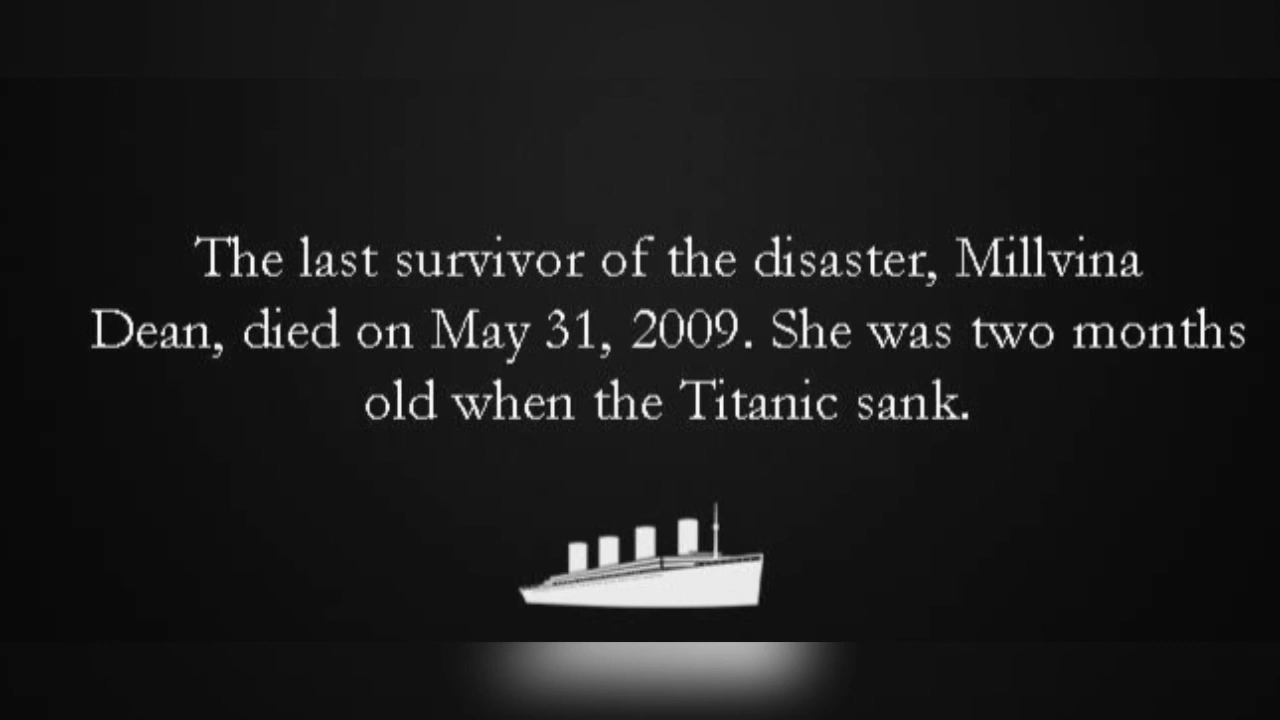 The last survivor of the disaster, Millvina
Dean, died on May 31, 2009. She was two months
old when the Titanic sank.